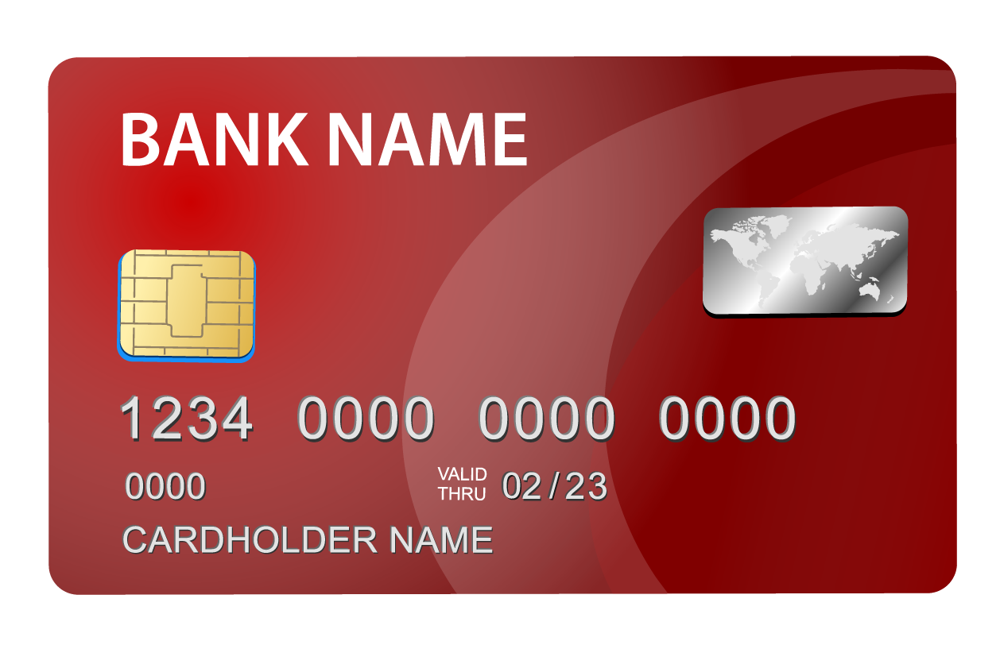 BANK NAME
1234 0000 0000 0000
0000 VALID THRU 02/23
CARDHOLDER NAME